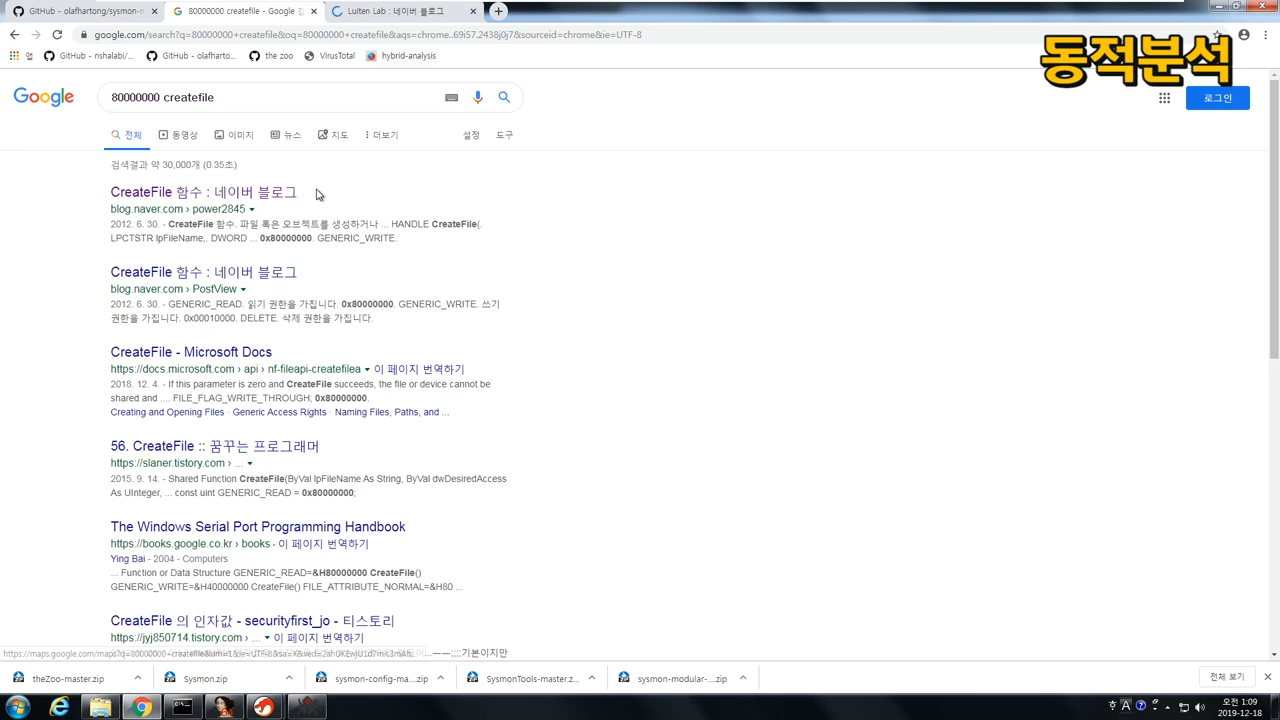 GitHub - olafhartong/sysmon-m
80000000 createfile - Google 검
Luiten Lab : 네이버 블로그
google.com/search?q=80000000+createfile&oq=80000000+createfile&aqs=chrome..69i57.2438j0j7&sourceid=chrome&ie=UTF-8
앱
GitHub - nshalabi/...
GitHub - olafharto...
the zoo
VirusTotal
hybrid-analysis
동적분석
Google
80000000 createfile
로그인
전체
동영상
이미지
뉴스
지도
더보기
설정
도구
검색결과 약 30,000개 (0.35초)
CreateFile 함수 : 네이버 블로그
blog.naver.com › power2845
2012. 6. 30. - CreateFile 함수. 파일 혹은 오브젝트를 생성하거나 ... HANDLE CreateFile(.
LPCTSTR lpFileName,. DWORD ... 0x80000000. GENERIC_WRITE.
CreateFile 함수 : 네이버 블로그
blog.naver.com › PostView
2012. 6. 30. - GENERIC_READ. 읽기 권한을 가집니다. 0x80000000. GENERIC_WRITE. 쓰기
권한을 가집니다. 0x00010000. DELETE. 삭제 권한을 가집니다.
CreateFile - Microsoft Docs
https://docs.microsoft.com › api › nf-fileapi-createfilea 이 페이지 번역하기
2018. 12. 4. - If this parameter is zero and CreateFile succeeds, the file or device cannot be
shared and .... FILE_FLAG_WRITE_THROUGH; 0x80000000.
Creating and Opening Files · Generic Access Rights · Naming Files, Paths, and ...
56. CreateFile :: 꿈꾸는 프로그래머
https://slaner.tistory.com › ...
2015. 9. 14. - Shared Function CreateFile(ByVal lpFileName As String, ByVal dwDesiredAccess
As UInteger, ... const uint GENERIC_READ = 0x80000000;
The Windows Serial Port Programming Handbook
https://books.google.co.kr › books - 이 페이지 번역하기
Ying Bai - 2004 - Computers
... Function or Data Structure GENERIC_READ=&H80000000 CreateFile()
GENERIC_WRITE=&H40000000 CreateFile() FILE_ATTRIBUTE_NORMAL=&H80 ...
CreateFile 의 인자값 - securityfirst_jo - 티스토리
https://jyj850714.tistory.com › ... 이 페이지 번역하기
...ㅡㅡ;;;;기본이지만
theZoo-master.zip
Sysmon.zip
sysmon-config-ma....zip
SysmonTools-master.z...
sysmon-modular-....zip
전체 보기
오전 1:09
2019-12-18